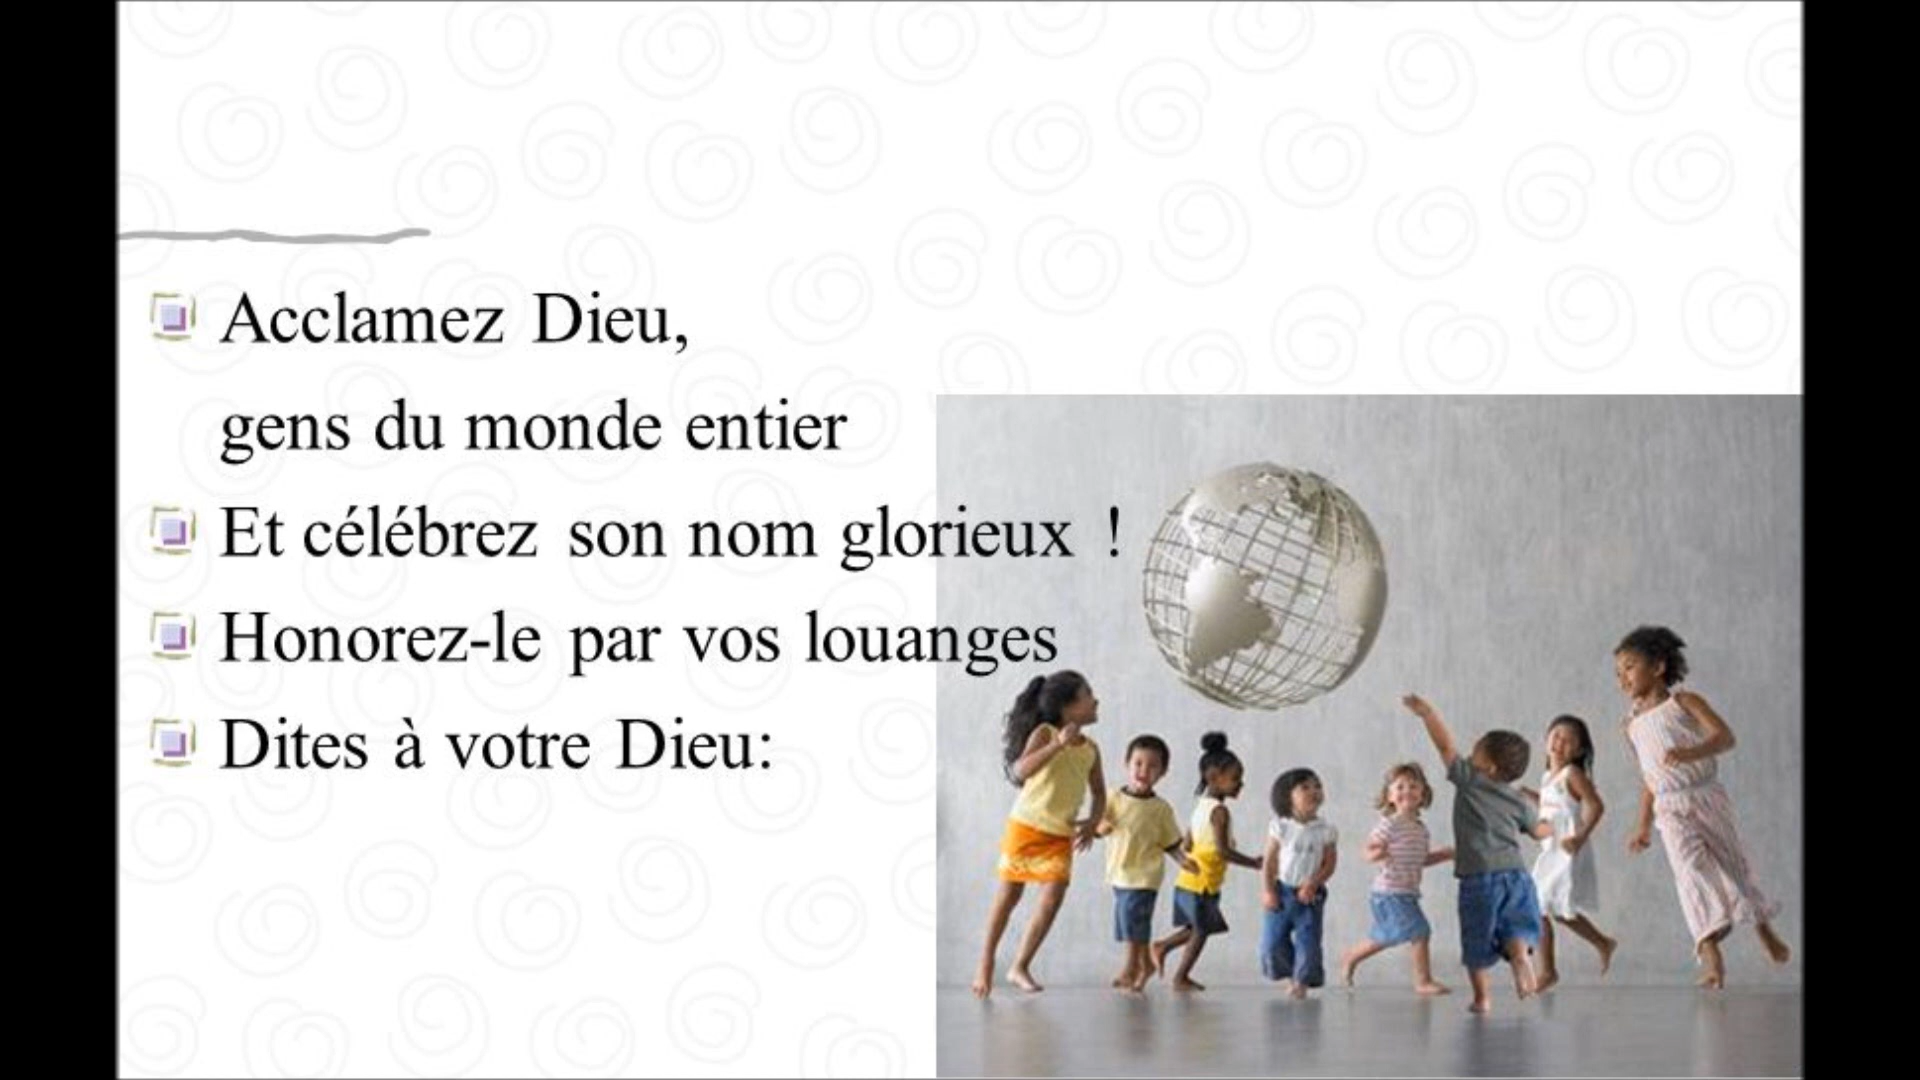 Acclamez Dieu,
gens du monde entier
Et célébrez son nom glorieux !
Honorez-le par vos louanges
Dites à votre Dieu: